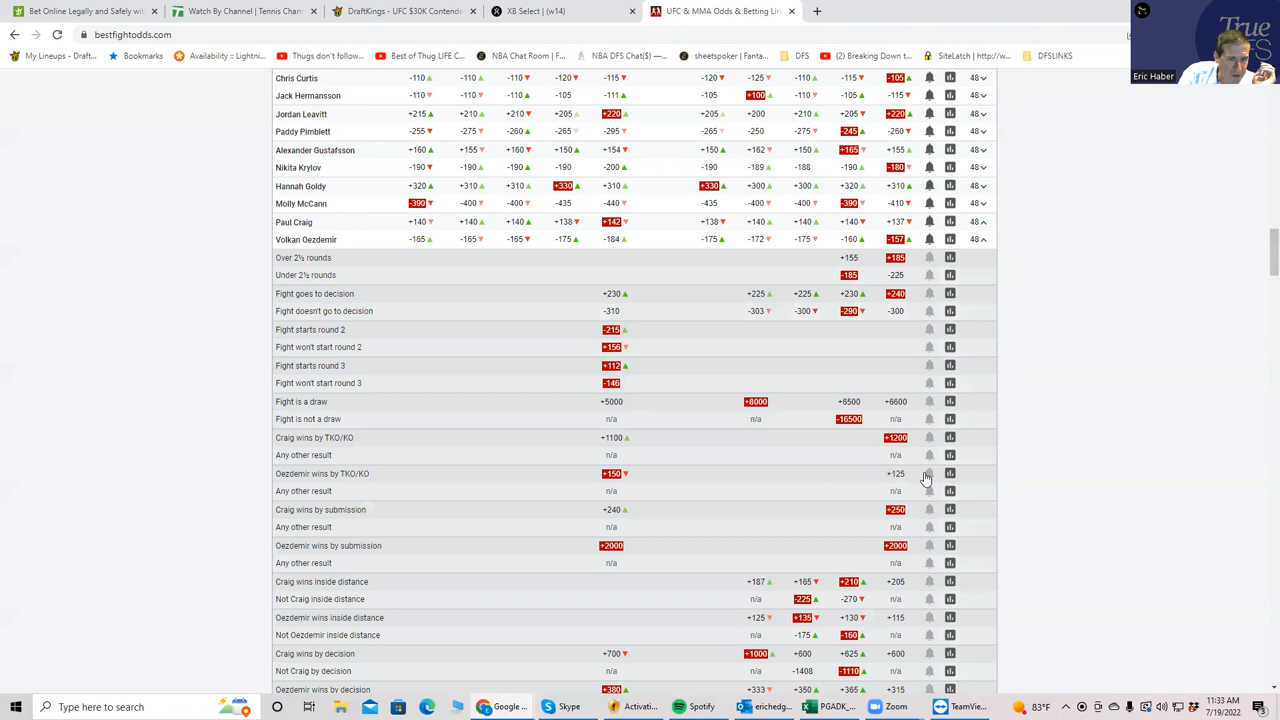 Bet Online Legally and Safely with
Watch By Channel | Tennis Chann
DraftKings - UFC $30K Contende
XB Select | (w14)
UFC & MMA Odds & Betting Lin
bestfightodds.com
My Lineups - Draft...
Bookmarks
Availability :: Lightni...
Thugs don't follow...
Best of Thug LIFE C...
NBA Chat Room | F...
NBA DFS Chat($) —...
sheetspoker | Fanta...
DFS
(2) Breaking Down t...
SiteLatch | http://w...
DFSLINKS
True
Eric Haber
Chris Curtis -110 -110 -110 -120 -115 -120 -125 -110 -115 -105 48
Jack Hermansson -110 -110 -110 -105 -111 -105 +100 -110 -105 -115 48
Jordan Leavitt +215 +210 +210 +205 +220 +205 +200 +210 +205 +220 48
Paddy Pimblett -255 -275 -260 -265 -295 -265 -250 -275 -245 -260 48
Alexander Gustafsson +160 +155 +160 +150 +154 +150 +162 +150 +165 +155 48
Nikita Krylov -190 -190 -190 -190 -200 -190 -189 -188 -190 -180 48
Hannah Goldy +320 +310 +310 +330 +310 +330 +300 +300 +320 +310 48
Molly McCann -390 -400 -400 -435 -440 -435 -400 -400 -390 -410 48
Paul Craig +140 +140 +140 +138 +142 +138 +140 +140 +140 +137 48
Volkan Oezdemir -165 -165 -165 -175 -184 -175 -172 -175 -160 -157 48
Over 2½ rounds +155 +185
Under 2½ rounds -185 -225
Fight goes to decision +230 +225 +225 +230 +240
Fight doesn't go to decision -310 -303 -300 -290 -300
Fight starts round 2 -215
Fight won't start round 2 +156
Fight starts round 3 +112
Fight won't start round 3 -146
Fight is a draw +5000 +8000 +6500 +6600
Fight is not a draw n/a n/a -16500 n/a
Craig wins by TKO/KO +1100 +1200
Any other result n/a n/a
Oezdemir wins by TKO/KO +150 +125
Any other result n/a n/a
Craig wins by submission +240 +250
Any other result n/a n/a
Oezdemir wins by submission +2000 +2000
Any other result n/a n/a
Craig wins inside distance +187 +165 +210 +205
Not Craig inside distance n/a -225 -270 n/a
Oezdemir wins inside distance +125 +135 +130 +115
Not Oezdemir inside distance n/a -175 -160 n/a
Craig wins by decision +700 +1000 +600 +625 +600
Not Craig by decision n/a n/a -1408 -1110 n/a
Oezdemir wins by decision +380 +333 +350 +365 +315
Type here to search
Google...
Skype
Activati...
Spotify
erichedg...
PGADK_...
Zoom
TeamVie...
83°F
11:33 AM
7/19/2022
3